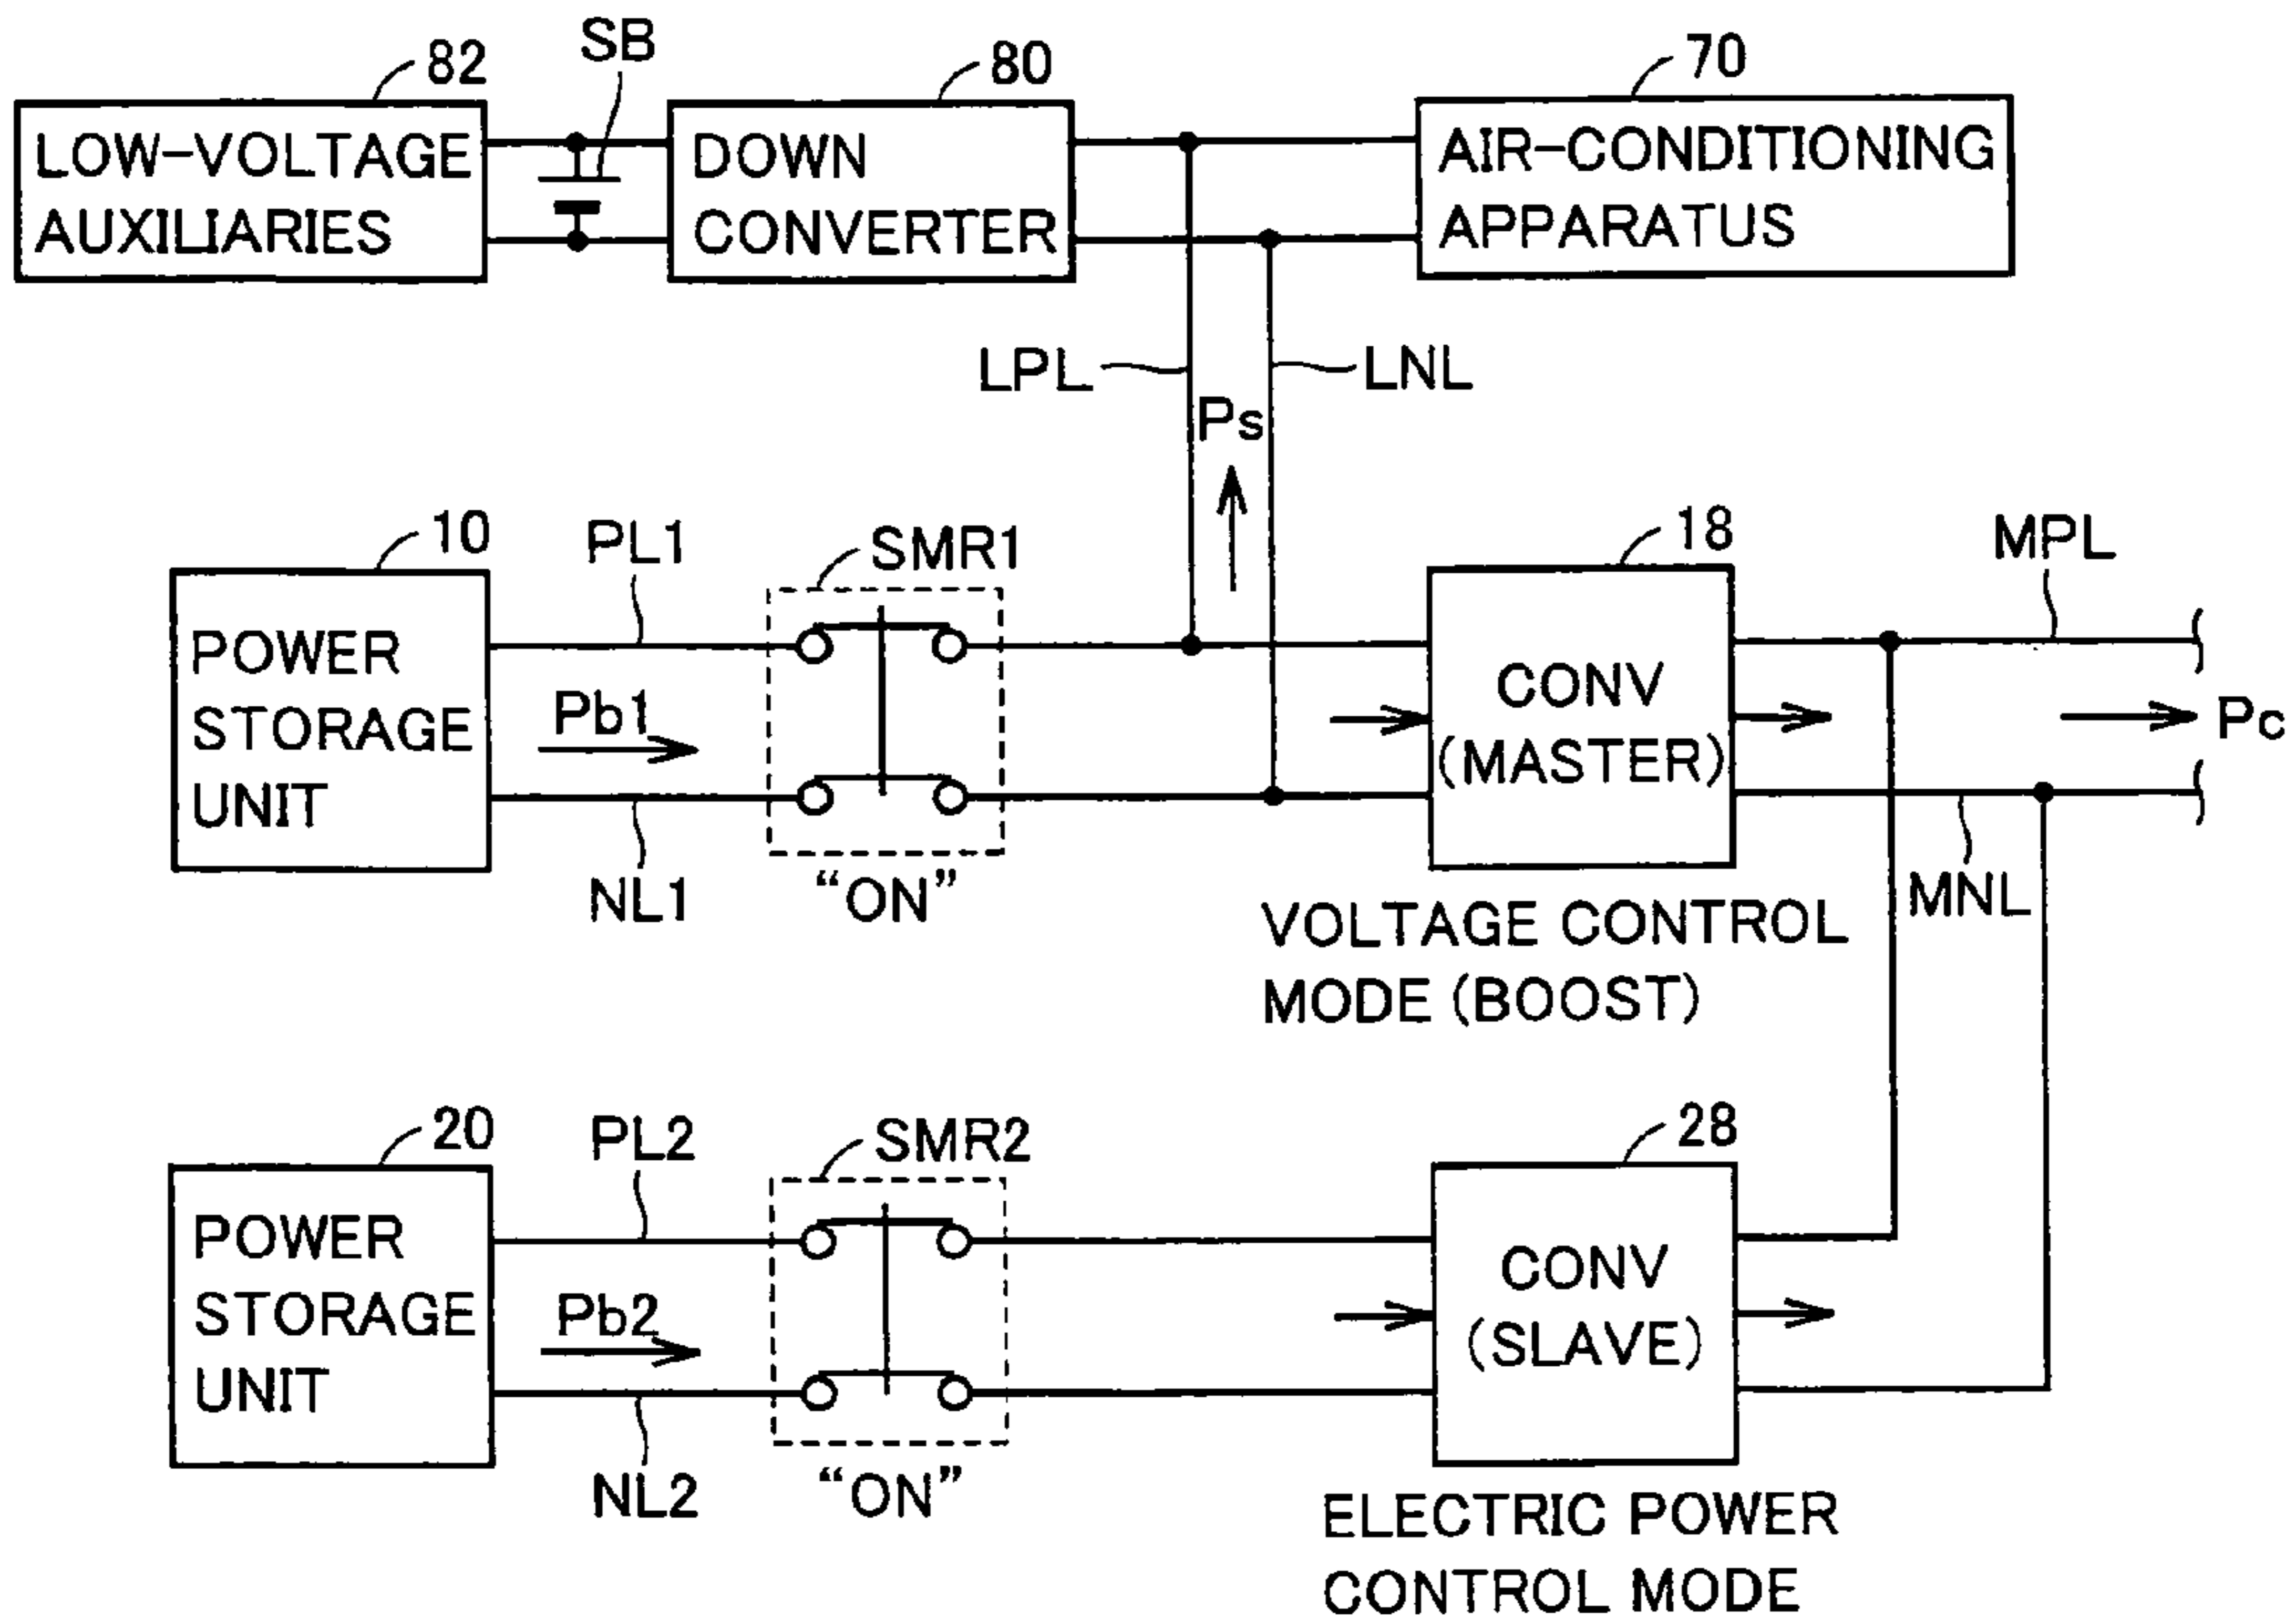 82
SB
80
70
LOW-VOLTAGE
AUXILIARIES
DOWN
CONVERTER
AIR-CONDITIONING
APPARATUS
LPL
LNL
Ps
10
PL1
SMR1
18
MPL
POWER
STORAGE
UNIT
Pb1
CONV
(MASTER)
Pc
NL1
“ON”
MNL
VOLTAGE CONTROL
MODE (BOOST)
20
PL2
SMR2
28
POWER
STORAGE
UNIT
Pb2
CONV
(SLAVE)
NL2
“ON”
ELECTRIC POWER
CONTROL MODE